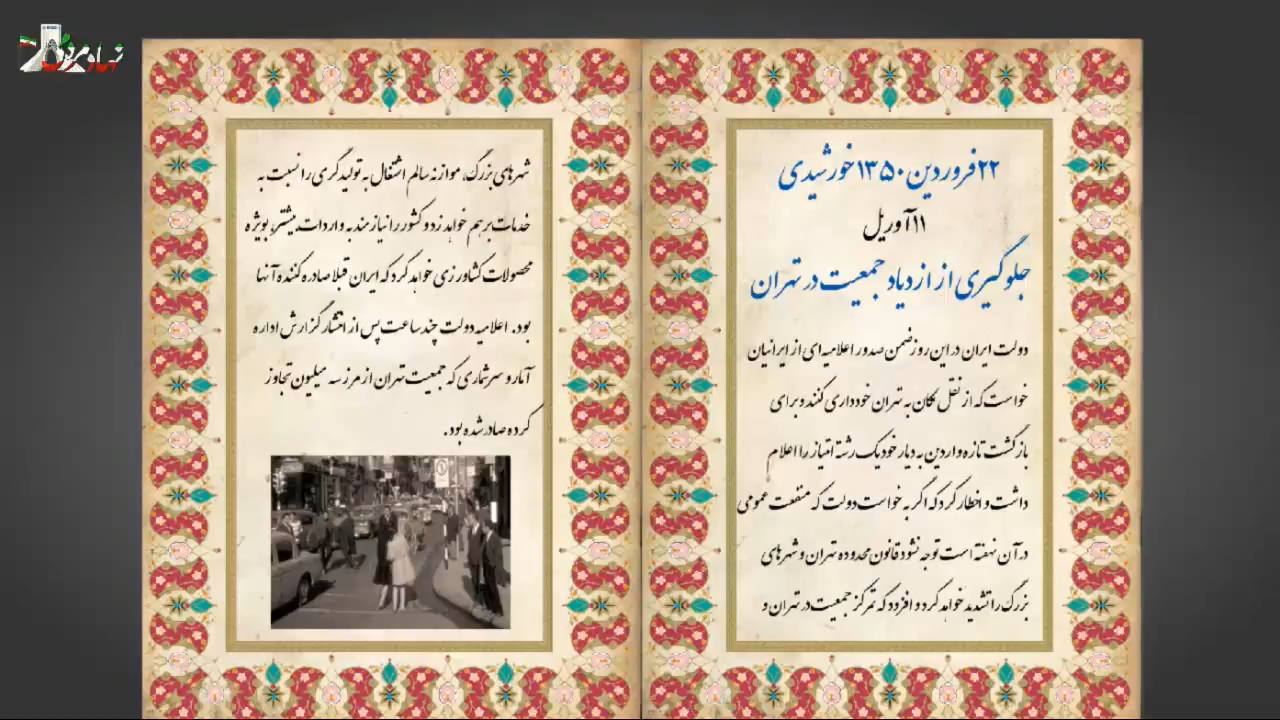 ۲۲ فروردین ۱۳۵۰ خورشیدی
۱۱ آوریل
جلوگیری از ازدیاد جمعیت در تهران
دولت ایران در این روز ضمن صدور اعلامیه ای از ایرانیان
خواست که از نقل مکان به تهران خودداری کنند و برای
بازگشت تازه واردین به دیار خود یک رشته امتیاز را اعلام
داشت و اخطار کرد که اگر به خواست دولت که منفعت عمومی
در آن نهفته است توجه نشود قانون محدوده تهران و شهرهای
بزرگ را تشدید خواهد کرد و افزود که تمرکز جمعیت در تهران و
شهرهای بزرگ، موازنه سالم اشتغال به تولیدگری را نسبت به
خدمات برهم خواهد زد و کشور را نیازمند به واردات بیشتر، بویژه
محصولات کشاورزی خواهد کرد که ایران قبلا صادر کننده آنها
بود. اعلامیه دولت چند ساعت پس از انتشار گزارش اداره
آمار و سرشماری که جمعیت تهران از مرز سه میلیون تجاوز
کرده صادر شده بود.